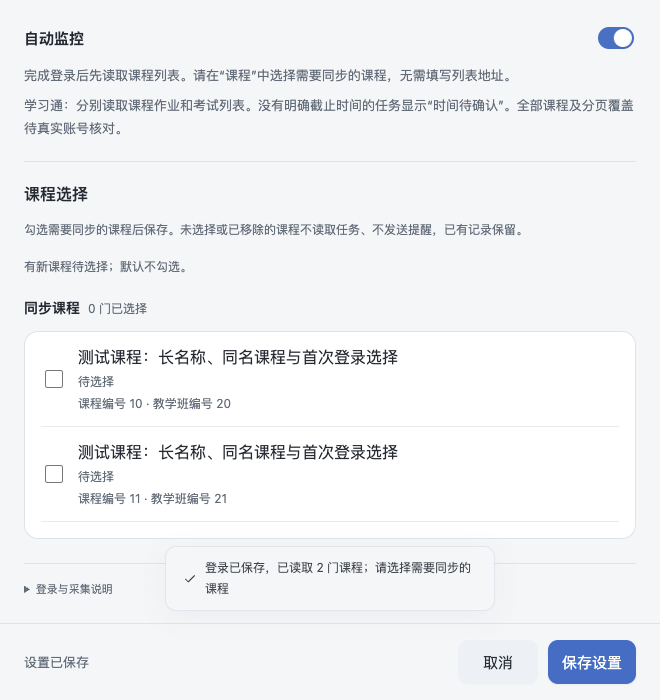 自动监控
完成登录后先读取课程列表。请在“课程”中选择需要同步的课程，无需填写列表地址。
学习通：分别读取课程作业和考试列表。没有明确截止时间的任务显示“时间待确认”。全部课程及分页覆盖
待真实账号核对。
课程选择
勾选需要同步的课程后保存。未选择或已移除的课程不读取任务、不发送提醒，已有记录保留。
有新课程待选择；默认不勾选。
同步课程 0 门已选择
测试课程：长名称、同名课程与首次登录选择
待选择
课程编号 10 · 教学班编号 20
测试课程：长名称、同名课程与首次登录选择
待选择
课程编号 11 · 教学班编号 21
登录已保存，已读取 2 门课程；请选择需要同步的
课程
登录与采集说明
设置已保存
取消
保存设置